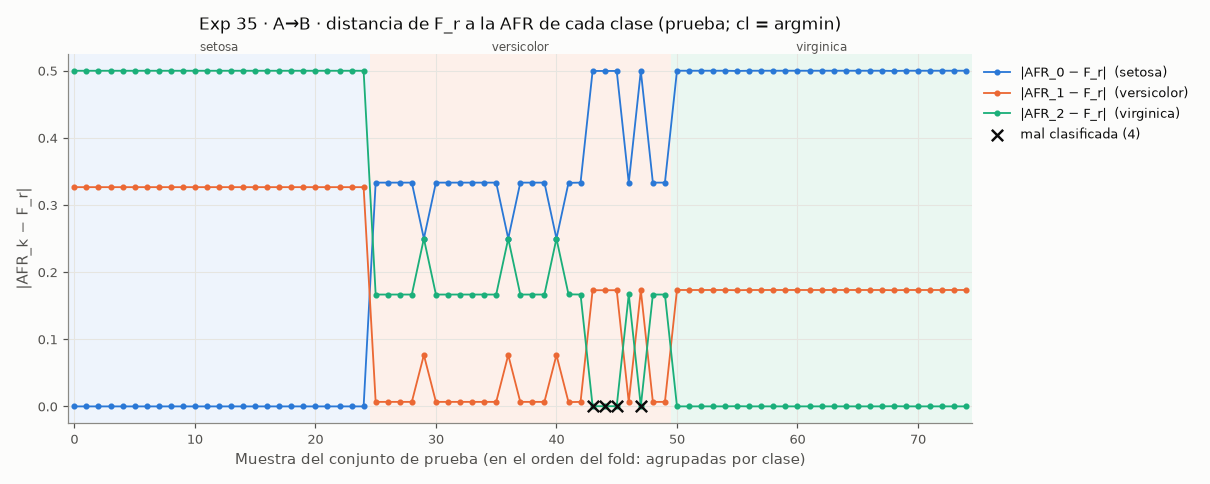 Exp 35 · A→B · distancia de F_r a la AFR de cada clase (prueba; cl = argmin)
setosa
versicolor
virginica
|AFR_0 − F_r| (setosa)
|AFR_1 − F_r| (versicolor)
|AFR_2 − F_r| (virginica)
mal clasificada (4)
|AFR_k − F_r|
0.5
0.4
0.3
0.2
0.1
0.0
0 10 20 30 40 50 60 70
Muestra del conjunto de prueba (en el orden del fold: agrupadas por clase)